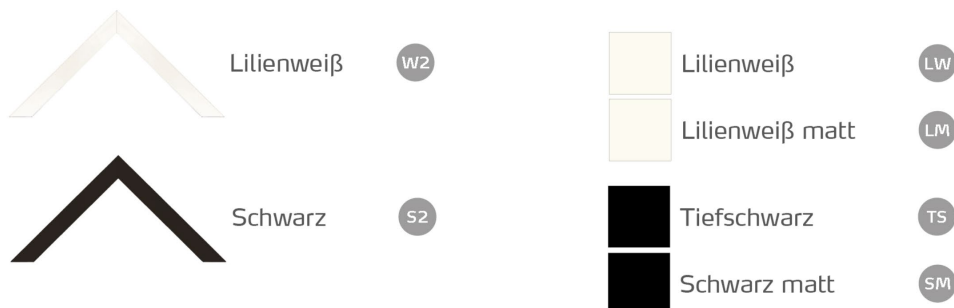 Lilienweiß W2
Schwarz S2
Lilienweiß LW
Lilienweiß matt LM
Tiefschwarz TS
Schwarz matt SM